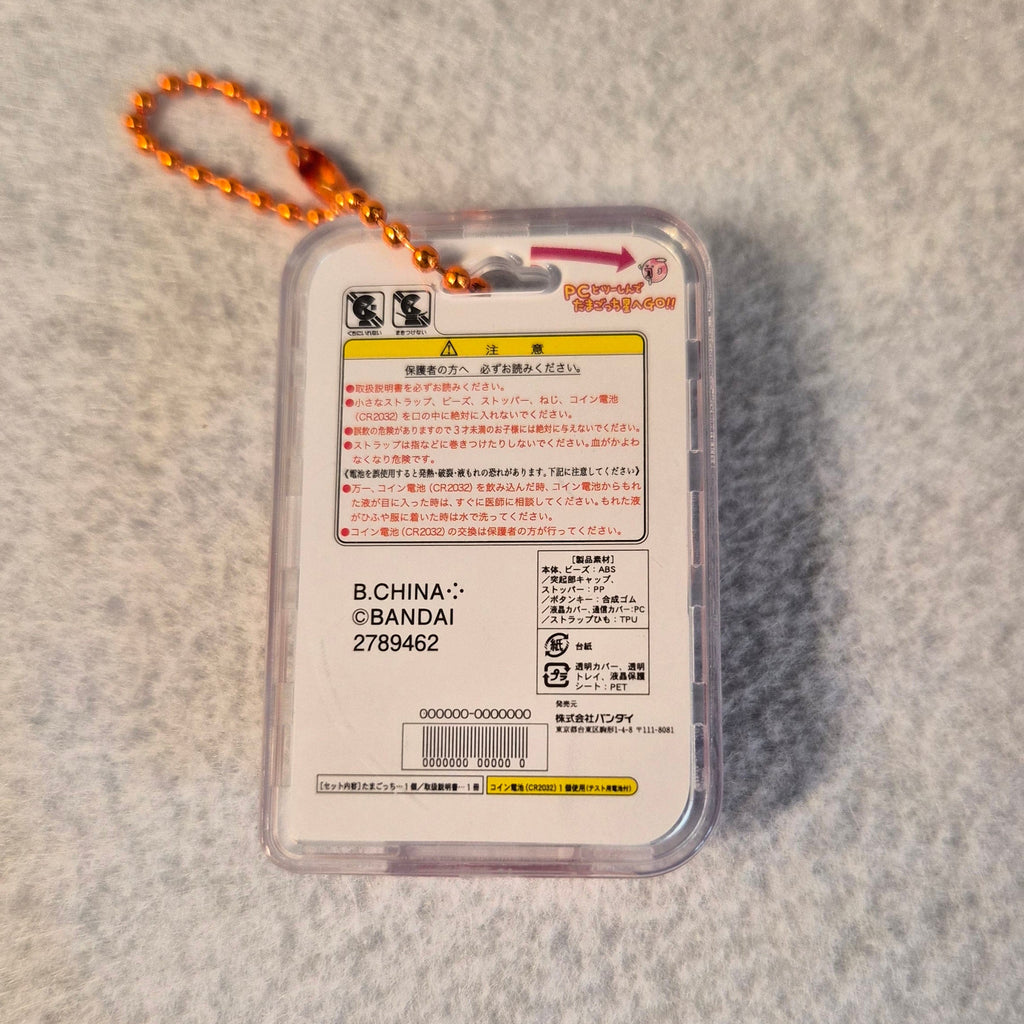 PCとつーしんで
たまごっち星へGO!!
くちにいれない
まきつけない
⚠ 注 意
保護者の方へ 必ずお読みください。
●取扱説明書を必ずお読みください。
●小さなストラップ、ビーズ、ストッパー、ねじ、コイン電池
(CR2032)を口の中に絶対に入れないでください。
●誤飲の危険がありますので3才未満のお子様には絶対に与えないでください。
●ストラップは指などに巻きつけたりしないでください。血がかよわ
なくなり危険です。
《電池を誤使用すると発熱・破裂・液もれの恐れがあります。下記に注意してください》
●万一、コイン電池(CR2032)を飲み込んだ時、コイン電池からもれ
た液が目に入った時は、すぐに医師に相談してください。もれた液
がひふや服に着いた時は水で洗ってください。
●コイン電池(CR2032)の交換は保護者の方が行ってください。
B.CHINA
©BANDAI
2789462
[製品素材]
本体、ビーズ:ABS
/突起部キャップ、
ストッパー:PP
/ボタンキー:合成ゴム
/液晶カバー、通信カバー:PC
/ストラップひも:TPU
紙 台紙
プラ 透明カバー、透明
トレイ、液晶保護
シート:PET
発売元
株式会社バンダイ
東京都台東区駒形1-4-8 〒111-8081
000000-0000000
0000000 00000 0
[セット内容]たまごっち…1個/取扱説明書…1冊
コイン電池(CR2032)1個使用(テスト用電池付)